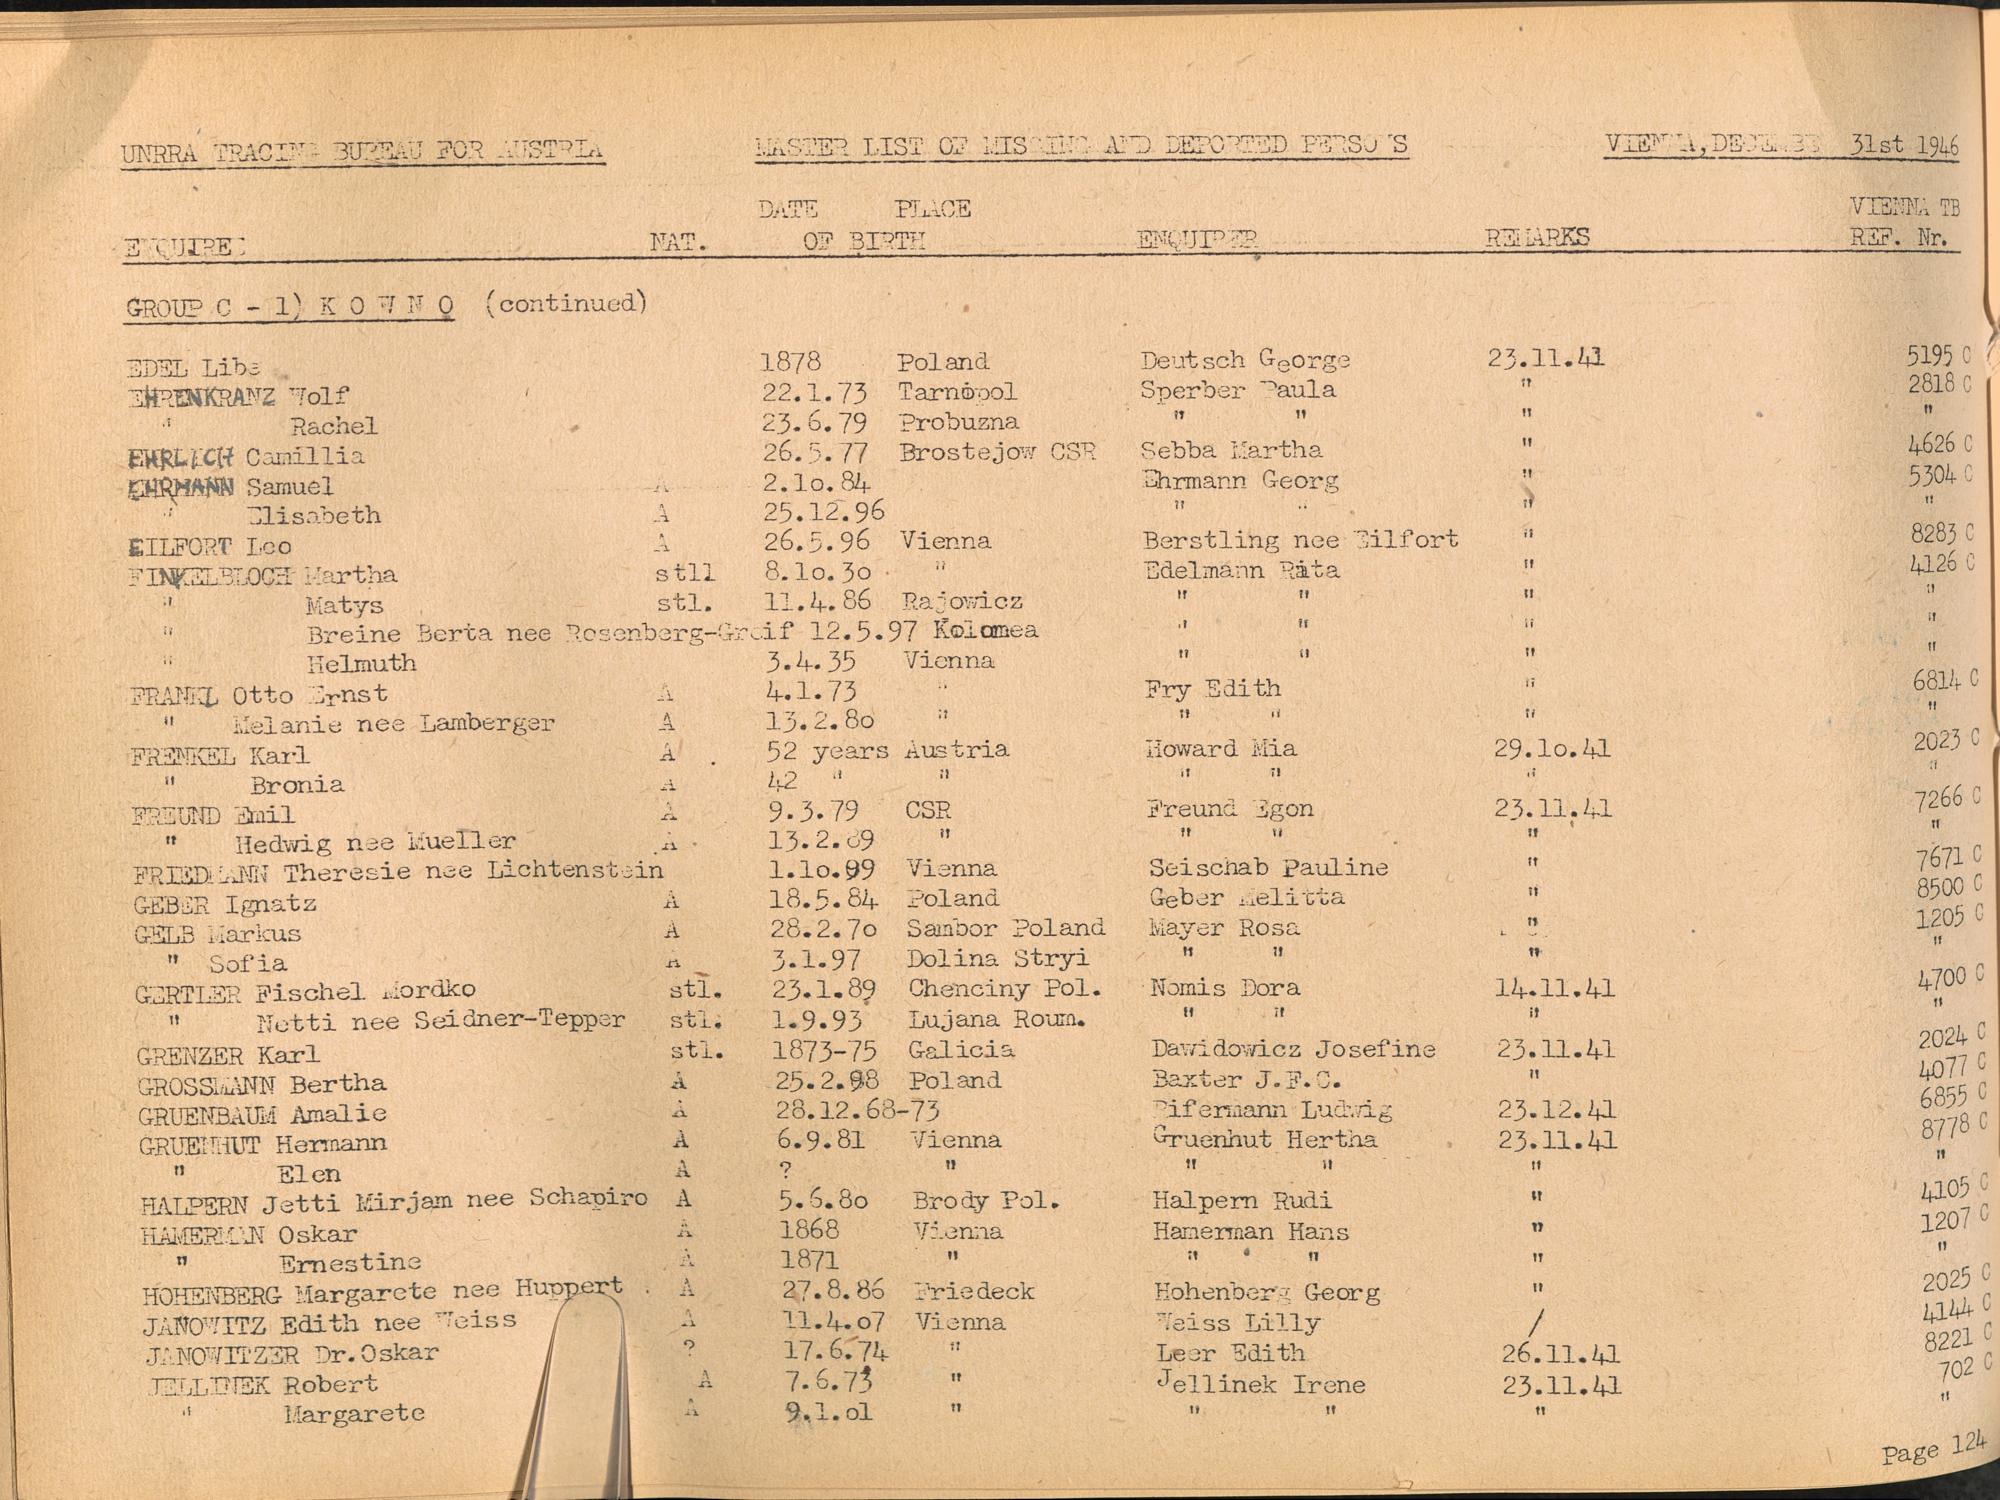 UNRRA TRACING BUREAU FOR AUSTRIA MASTER LIST OF MISSING AND DEPORTED PERSONS VIENNA, DECEMBE 31st 1946
DATE PLACE VIENNA TB
ENQUIRED NAT. OF BIRTH ENQUIRER REMARKS REF. Nr.
GROUP C - 1) K O W N O (continued)
EDEL Libe 1878 Poland Deutsch George 23.11.41 5195 C
EHRENKRANZ Wolf 22.1.73 Tarnopol Sperber Paula " 2818 C
" Rachel 23.6.79 Probuzna " " " "
EHRLICH Camillia 26.5.77 Brostejow CSR Sebba Martha " 4626 C
EHRMANN Samuel A 2.10.84 Ehrmann Georg " 5304 C
" Elisabeth A 25.12.96 " " " "
EILFORT Leo A 26.5.96 Vienna Berstling nee Eilfort " 8283 C
FINKELBLOCH Martha stll 8.10.30 " Edelmann Rita " 4126 C
" Matys stl. 11.4.86 Rajowicz " " " "
" Breine Berta nee Rosenberg-Greif 12.5.97 Kolomea " " " "
" Helmuth 3.4.35 Vienna " " " "
FRANKL Otto Ernst A 4.1.73 " Fry Edith " 6814 C
" Melanie nee Lamberger A 13.2.80 " " " " "
FRENKEL Karl A 52 years Austria Howard Mia 29.10.41 2023 C
" Bronia A 42 " " " " " "
FREUND Emil A 9.3.79 CSR Freund Egon 23.11.41 7266 C
" Hedwig nee Mueller A 13.2.89 " " " " "
FRIEDMANN Theresie nee Lichtenstein 1.10.99 Vienna Seischab Pauline " 7671 C
GEBER Ignatz A 18.5.84 Poland Geber Melitta " 8500 C
GELB Markus A 28.2.70 Sambor Poland Mayer Rosa " 1205 C
" Sofia A 3.1.97 Dolina Stryi " " " "
GERTLER Fischel Mordko stl. 23.1.89 Chenciny Pol. Nomis Dora 14.11.41 4700 C
" Netti nee Seidner-Tepper stl. 1.9.93 Lujana Roum. " " " "
GRENZER Karl stl. 1873-75 Galicia Dawidowicz Josefine 23.11.41 2024 C
GROSSMANN Bertha A 25.2.98 Poland Baxter J.F.C. " 4077 C
GRUENBAUM Amalie A 28.12.68-73 Pifermann Ludwig 23.12.41 6855 C
GRUENHUT Hermann A 6.9.81 Vienna Gruenhut Hertha 23.11.41 8778 C
" Elen A ? " " " " "
HALPERN Jetti Mirjam nee Schapiro A 5.6.80 Brody Pol. Halpern Rudi " 4105 C
HAMERMAN Oskar A 1868 Vienna Hamerman Hans " 1207 C
" Ernestine A 1871 " " " " "
HOHENBERG Margarete nee Huppert A 27.8.86 Friedeck Hohenberg Georg " 2025 C
JANOWITZ Edith nee Weiss A 11.4.07 Vienna Weiss Lilly / 4144 C
JANOWITZER Dr.Oskar ? 17.6.74 " Leer Edith 26.11.41 8221 C
JELLINEK Robert A 7.6.73 " Jellinek Irene 23.11.41 702 C
" Margarete A 9.1.01 " " " " "
Page 124